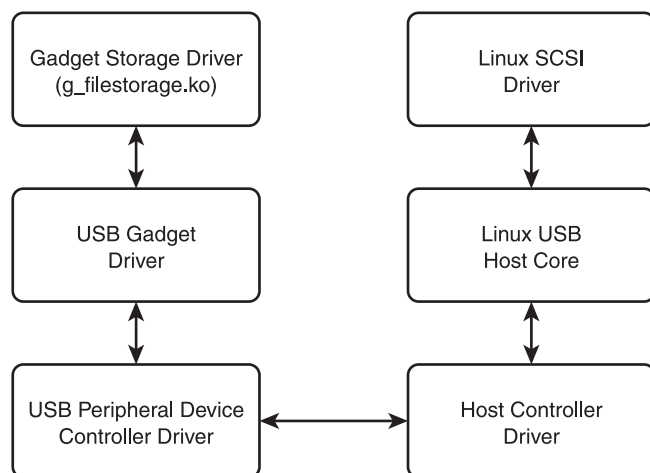 Gadget Storage Driver
(g_filestorage.ko)
Linux SCSI
Driver
USB Gadget
Driver
Linux USB
Host Core
USB Peripheral Device
Controller Driver
Host Controller
Driver